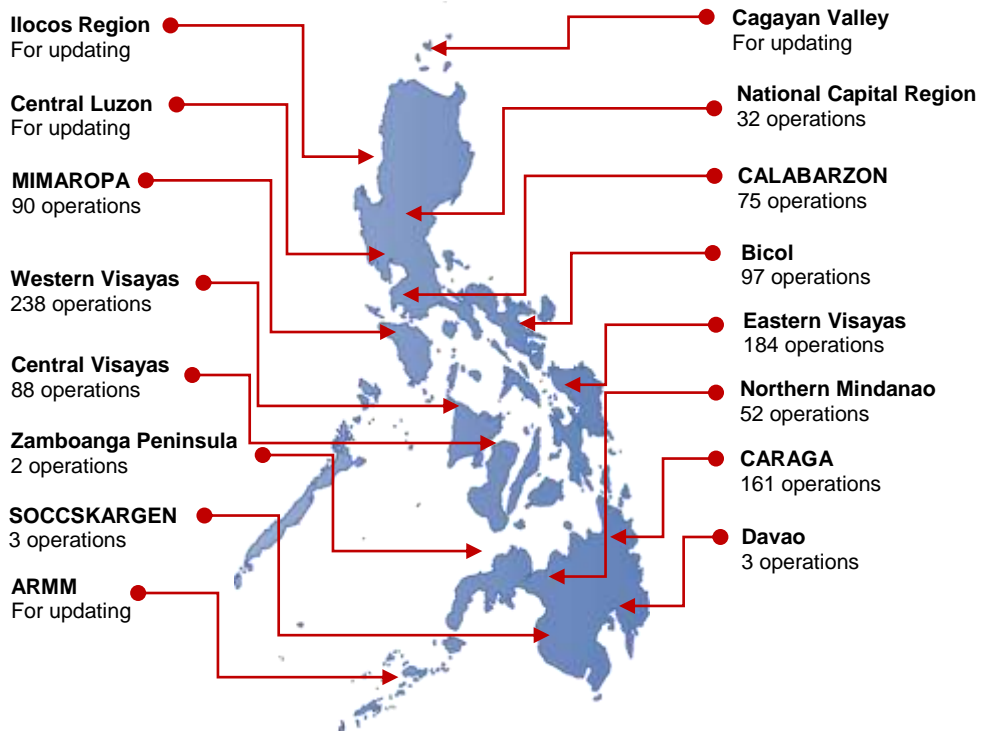 Ilocos Region
For updating
Central Luzon
For updating
MIMAROPA
90 operations
Western Visayas
238 operations
Central Visayas
88 operations
Zamboanga Peninsula
2 operations
SOCCSKARGEN
3 operations
ARMM
For updating
Cagayan Valley
For updating
National Capital Region
32 operations
CALABARZON
75 operations
Bicol
97 operations
Eastern Visayas
184 operations
Northern Mindanao
52 operations
CARAGA
161 operations
Davao
3 operations